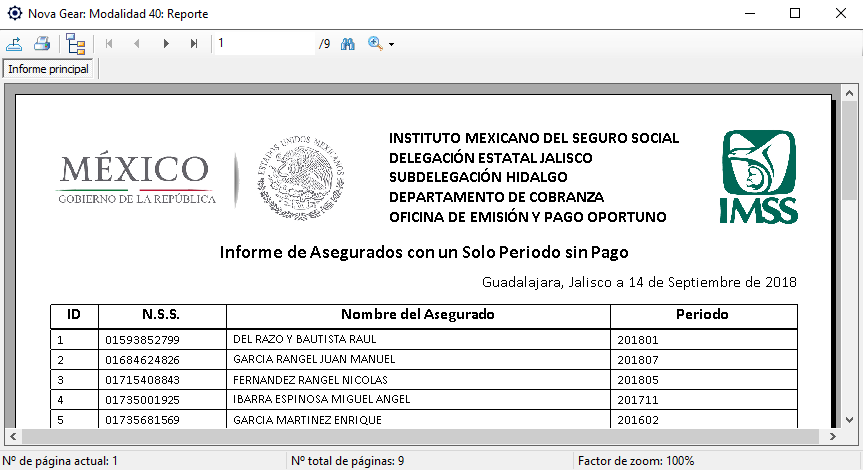 Nova Gear: Modalidad 40: Reporte
1 /9
Informe principal
MÉXICO
GOBIERNO DE LA REPÚBLICA
ESTADOS UNIDOS MEXICANOS
INSTITUTO MEXICANO DEL SEGURO SOCIAL
DELEGACIÓN ESTATAL JALISCO
SUBDELEGACIÓN HIDALGO
DEPARTAMENTO DE COBRANZA
OFICINA DE EMISIÓN Y PAGO OPORTUNO
IMSS
Informe de Asegurados con un Solo Periodo sin Pago
Guadalajara, Jalisco a 14 de Septiembre de 2018
ID N.S.S. Nombre del Asegurado Periodo
1 01593852799 DEL RAZO Y BAUTISTA RAUL 201801
2 01684624826 GARCIA RANGEL JUAN MANUEL 201807
3 01715408843 FERNANDEZ RANGEL NICOLAS 201805
4 01735001925 IBARRA ESPINOSA MIGUEL ANGEL 201711
5 01735681569 GARCIA MARTINEZ ENRIQUE 201602
Nº de página actual: 1 Nº total de páginas: 9 Factor de zoom: 100%